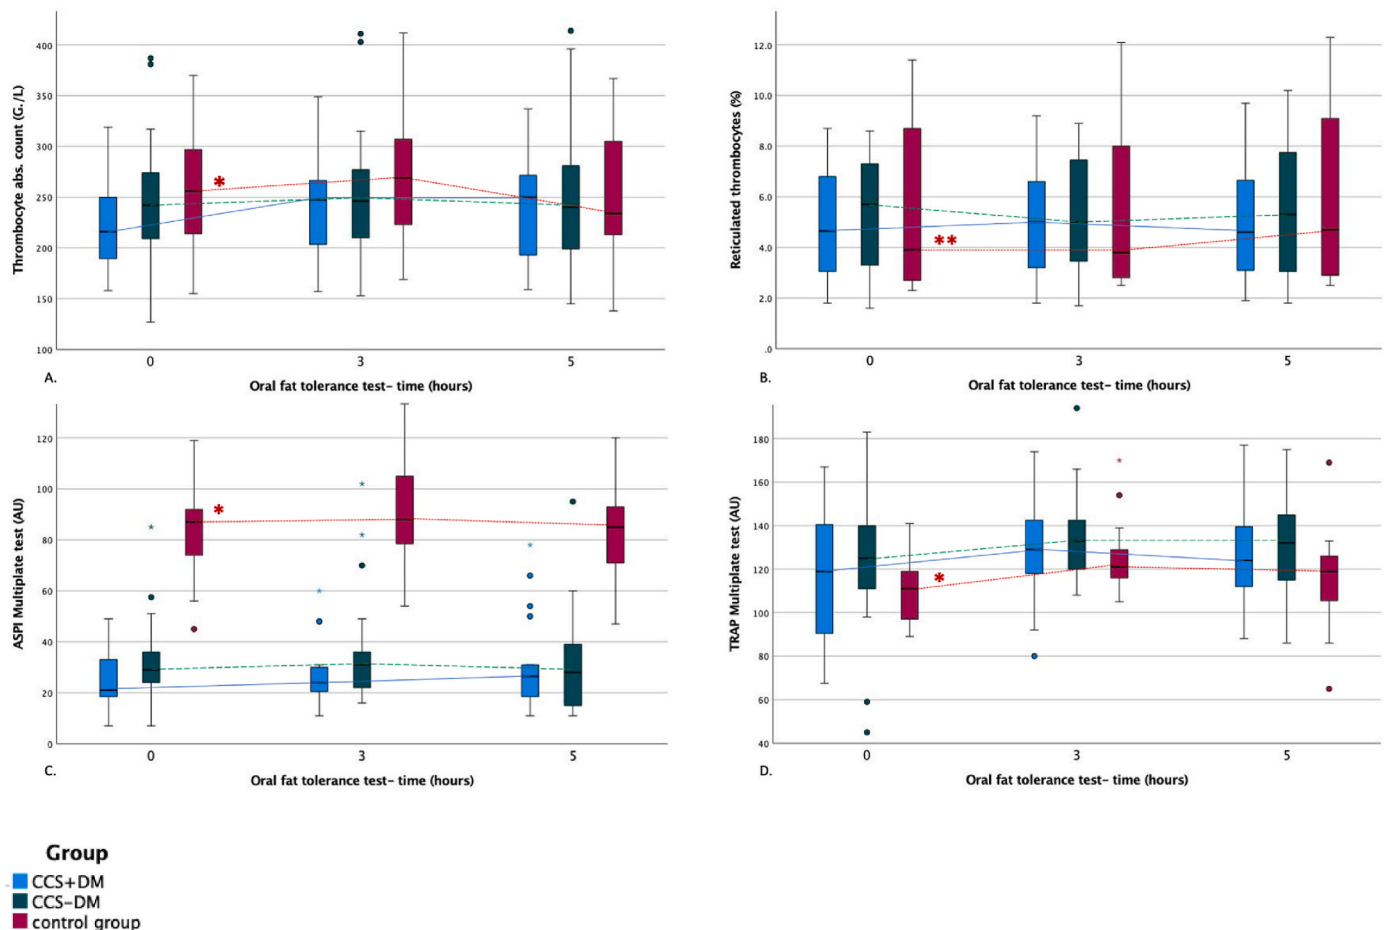 400
350
300
250
200
150
100
Thrombocyte abs. count (G./L)
*
0
3
5
A.
Oral fat tolerance test- time (hours)
12.0
10.0
8.0
6.0
4.0
2.0
.0
Reticulated thrombocytes (%)
**
0
3
5
B.
Oral fat tolerance test- time (hours)
120
100
80
60
40
20
0
ASPI Multiplate test (AU)
*
0
3
5
C.
Oral fat tolerance test- time (hours)
180
160
140
120
100
80
60
40
TRAP Multiplate test (AU)
*
0
3
5
D.
Oral fat tolerance test- time (hours)
Group
CCS+DM
CCS-DM
control group